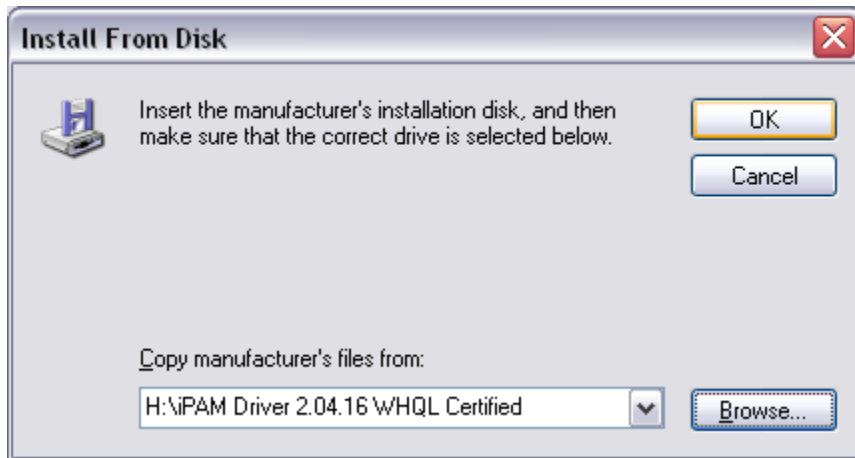 Install From Disk
Insert the manufacturer's installation disk, and then
make sure that the correct drive is selected below.
OK
Cancel
Copy manufacturer's files from:
H:\iPAM Driver 2.04.16 WHQL Certified
Browse...